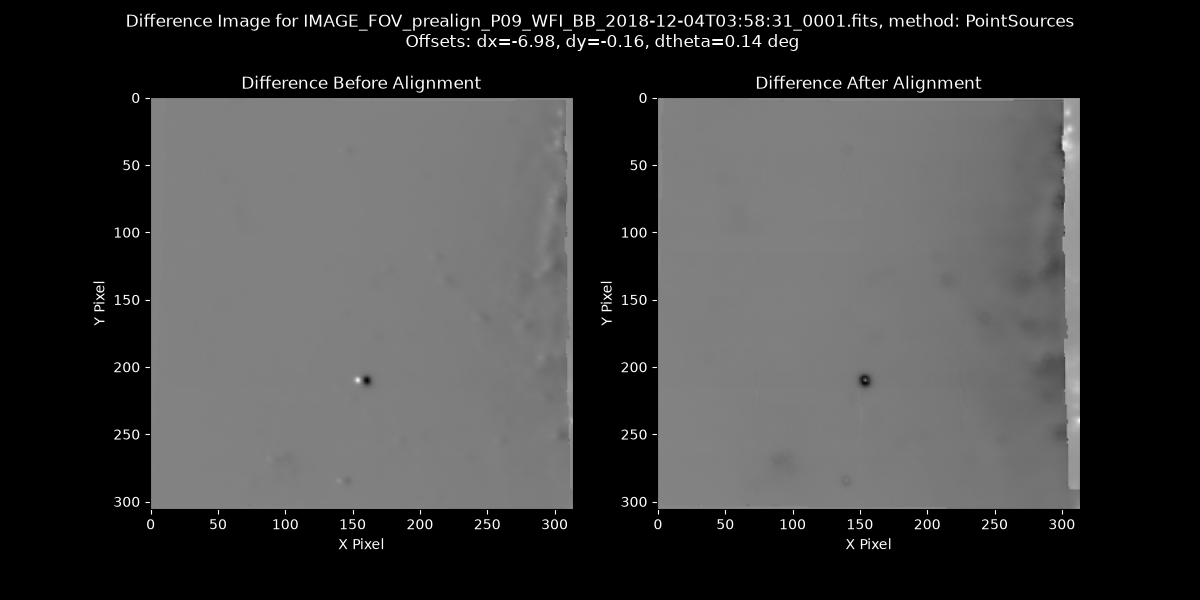 Difference Image for IMAGE_FOV_prealign_P09_WFI_BB_2018-12-04T03:58:31_0001.fits, method: PointSources
Offsets: dx=-6.98, dy=-0.16, dtheta=0.14 deg
Difference Before Alignment
0
50
100
150
200
250
300
Y Pixel
0 50 100 150 200 250 300
X Pixel
Difference After Alignment
0
50
100
150
200
250
300
Y Pixel
0 50 100 150 200 250 300
X Pixel